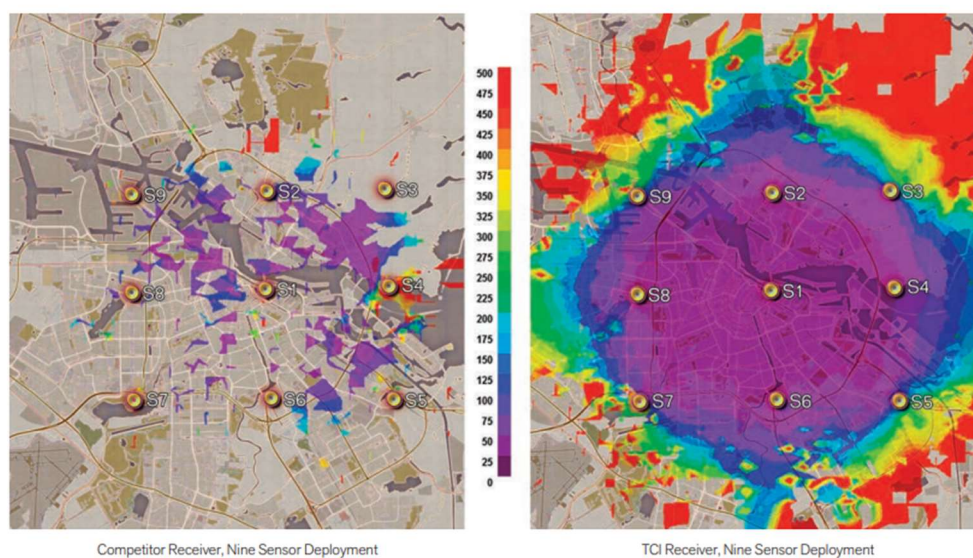 S9
S2
S3
S8
S1
S4
S7
S6
S5
500
475
450
425
400
375
350
325
300
275
250
225
200
175
150
125
100
75
50
25
0
S9
S2
S3
S8
S1
S4
S7
S6
S5
Competitor Receiver, Nine Sensor Deployment
TCI Receiver, Nine Sensor Deployment